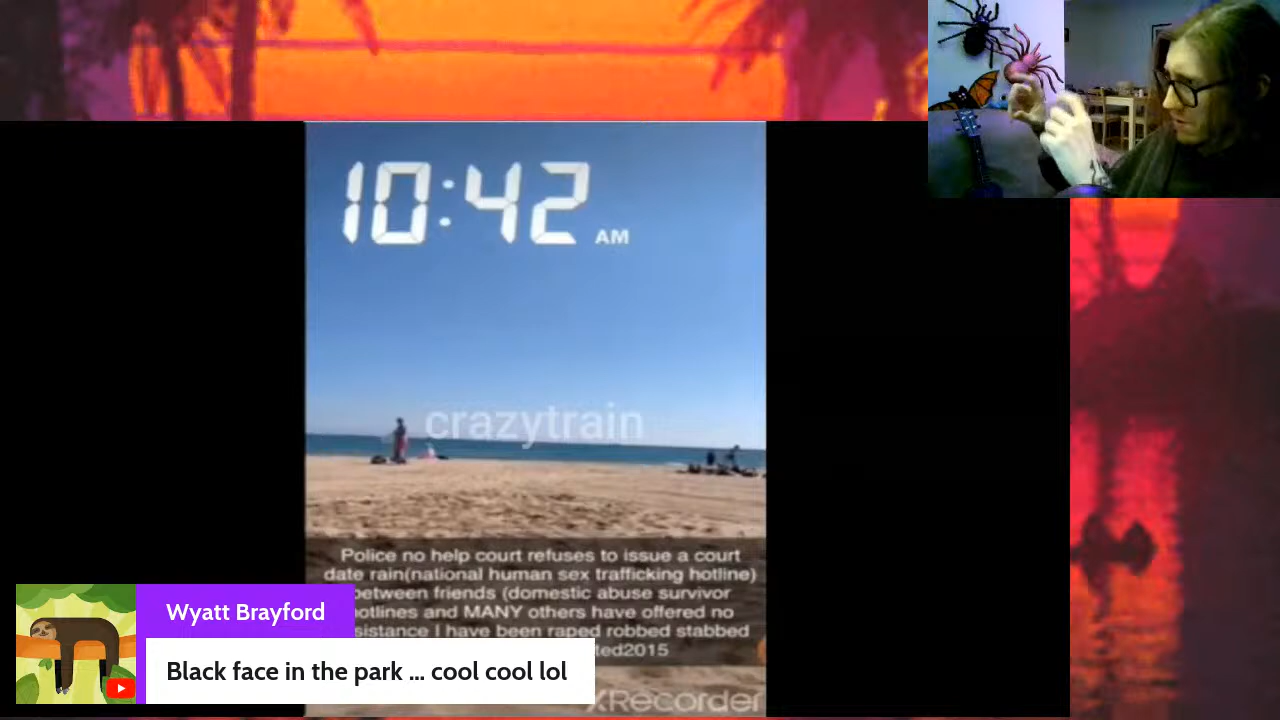 10:42 AM
crazytrain
Police no help court refuses to issue a court
date rain(national human sex trafficking hotline)
between friends (domestic abuse survivor
hotlines and MANY others have offered no
sistance I have been raped robbed stabbed
ted2015
Wyatt Brayford
Black face in the park ... cool cool lol
XRecorder